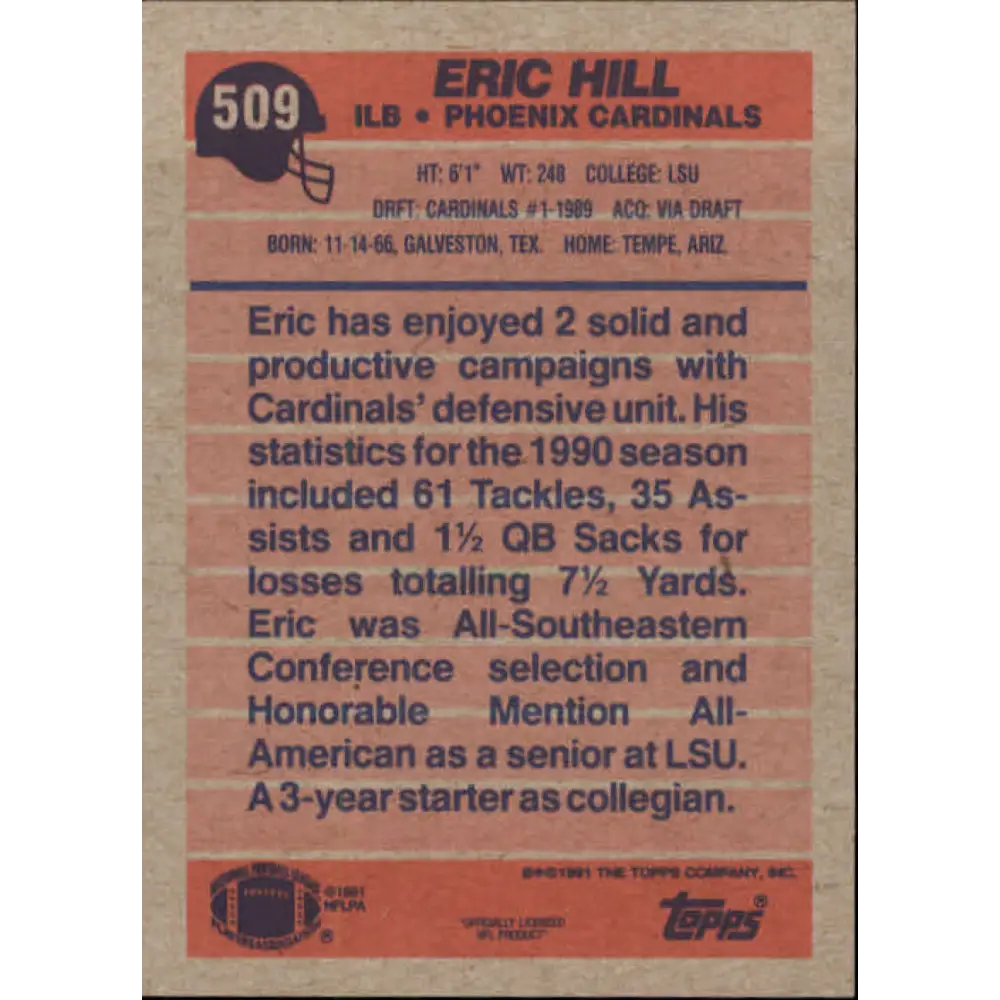 509
ERIC HILL
ILB • PHOENIX CARDINALS
HT: 6'1" WT: 248 COLLEGE: LSU
DRFT: CARDINALS #1-1989 ACQ: VIA DRAFT
BORN: 11-14-66, GALVESTON, TEX. HOME: TEMPE, ARIZ.
Eric has enjoyed 2 solid and
productive campaigns with
Cardinals' defensive unit. His
statistics for the 1990 season
included 61 Tackles, 35 As-
sists and 1½ QB Sacks for
losses totalling 7½ Yards.
Eric was All-Southeastern
Conference selection and
Honorable Mention All-
American as a senior at LSU.
A 3-year starter as collegian.
©1991 THE TOPPS COMPANY, INC.
©1991
NFLPA
®
"OFFICIALLY LICENSED
NFL PRODUCT"
topps®